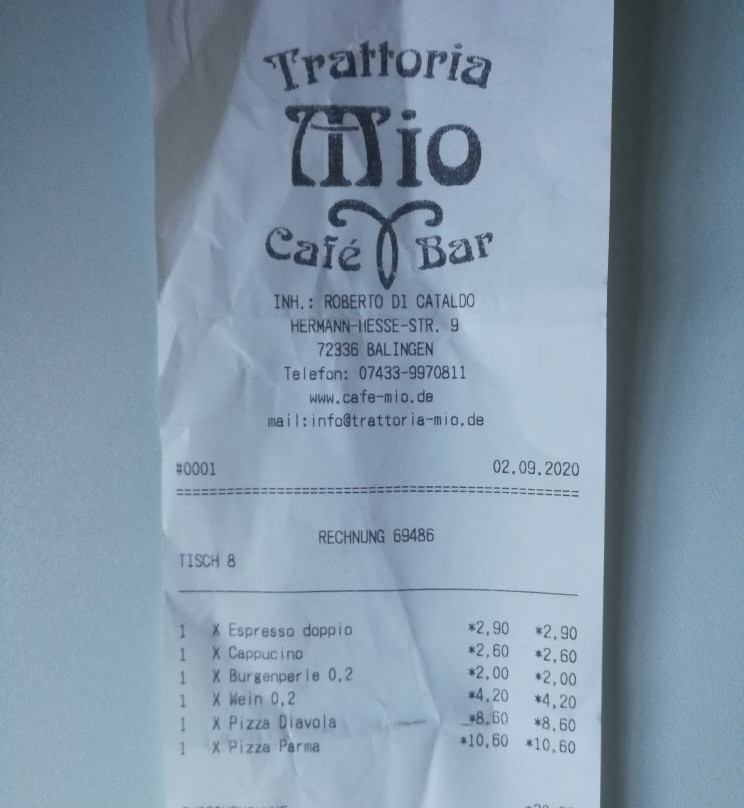 Trattoria
Mio
Café Bar
INH.: ROBERTO DI CATALDO
HERMANN-HESSE-STR. 9
72336 BALINGEN
Telefon: 07433-9970811
www.cafe-mio.de
mail:info@trattoria-mio.de
#0001 02.09.2020
================================================
RECHNUNG 69486
TISCH 8
1 X Espresso doppio *2,90 *2,90
1 X Cappucino *2,60 *2,60
1 X Burgenperle 0,2 *2,00 *2,00
1 X Wein 0,2 *4,20 *4,20
1 X Pizza Diavola *8,60 *8,60
1 X Pizza Parma *10,60 *10,60